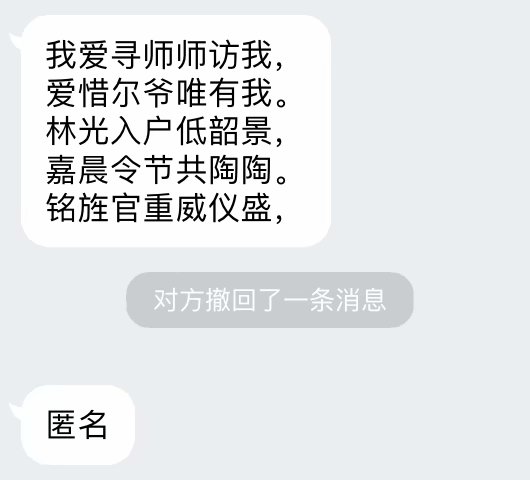 我爱寻师师访我，
爱惜尔爷唯有我。
林光入户低韶景，
嘉晨令节共陶陶。
铭旌官重威仪盛，
对方撤回了一条消息
匿名